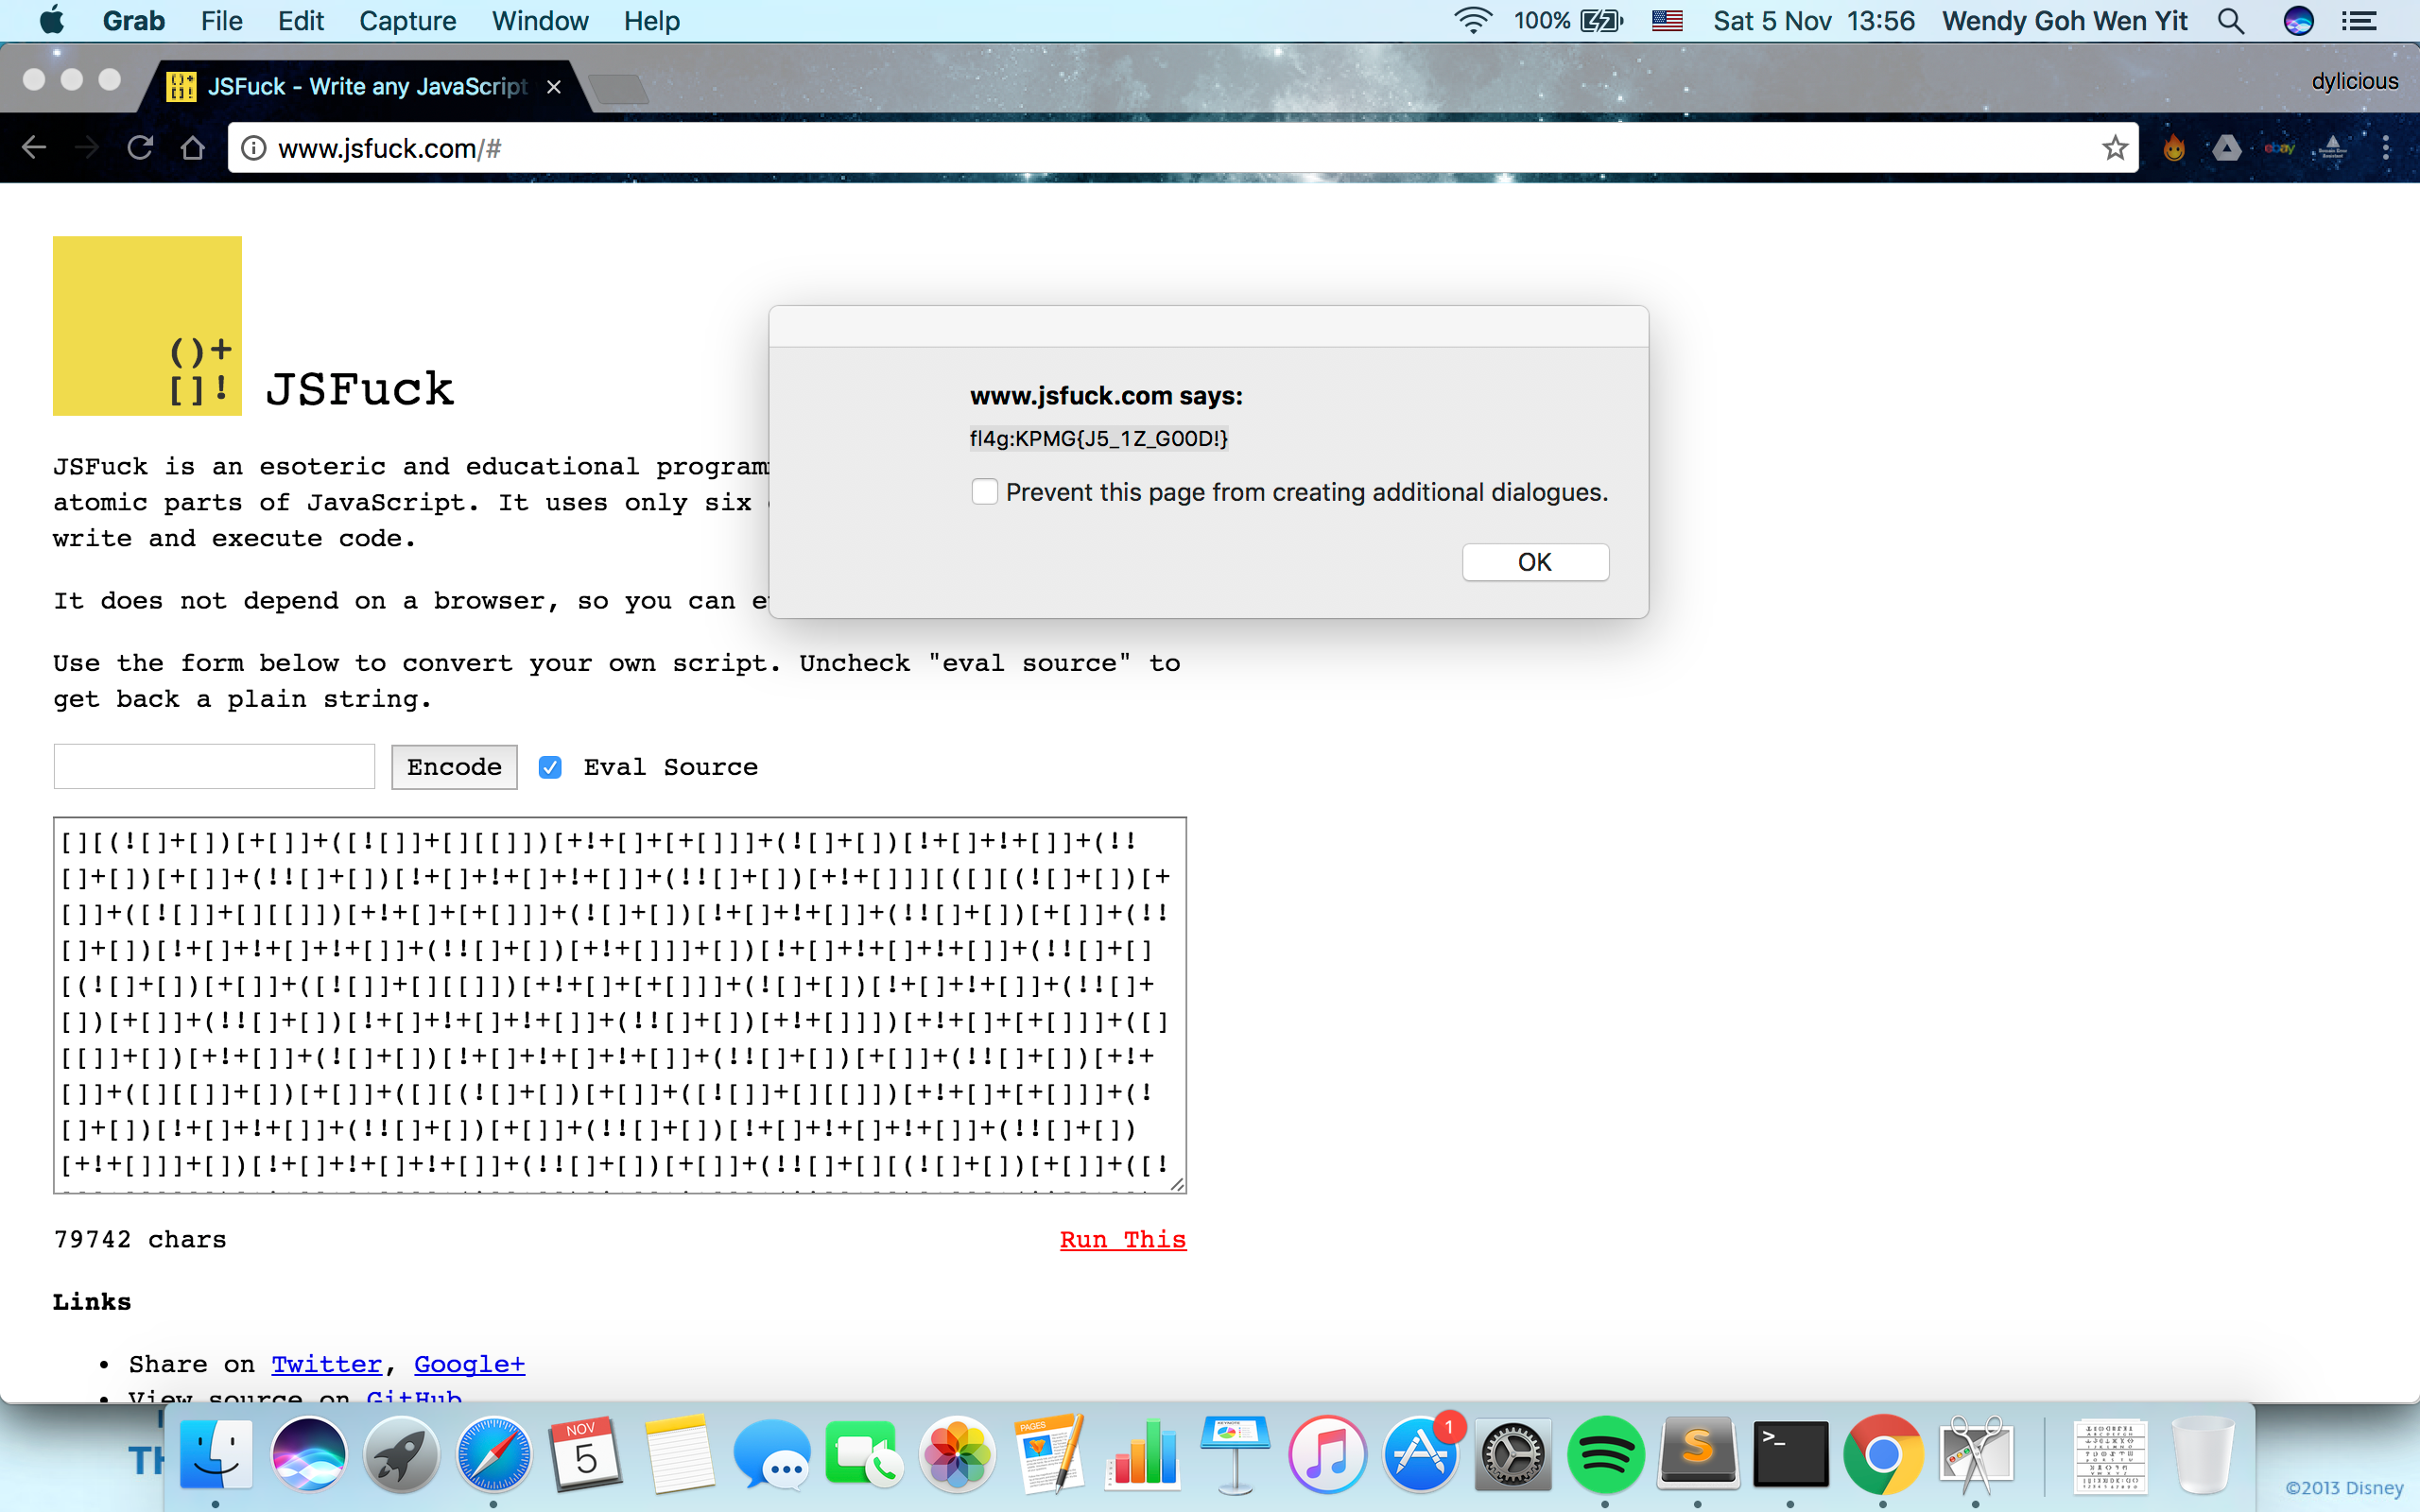 Grab File Edit Capture Window Help 100% Sat 5 Nov 13:56 Wendy Goh Wen Yit
JSFuck - Write any JavaScript dylicious
www.jsfuck.com/#
ebay
()+
[]! JSFuck
www.jsfuck.com says:
fl4g:KPMG{J5_1Z_G00D!}
Prevent this page from creating additional dialogues.
OK
JSFuck is an esoteric and educational program
atomic parts of JavaScript. It uses only six
write and execute code.
It does not depend on a browser, so you can e
Use the form below to convert your own script. Uncheck "eval source" to
get back a plain string.
Encode Eval Source
[][(![]+[])[+[]]+([![]]+[][[]])[+!+[]+[+[]]]+(![]+[])[!+[]+!+[]]+(!!
[]+[])[+[]]+(!![]+[])[!+[]+!+[]+!+[]]+(!![]+[])[+!+[]]][([][(![]+[])[+
[]]+([![]]+[][[]])[+!+[]+[+[]]]+(![]+[])[!+[]+!+[]]+(!![]+[])[+[]]+(!!
[]+[])[!+[]+!+[]+!+[]]+(!![]+[])[+!+[]]]+[])[!+[]+!+[]+!+[]]+(!![]+[]
[(![]+[])[+[]]+([![]]+[][[]])[+!+[]+[+[]]]+(![]+[])[!+[]+!+[]]+(!![]+
[])[+[]]+(!![]+[])[!+[]+!+[]+!+[]]+(!![]+[])[+!+[]]])[+!+[]+[+[]]]+([]
[[]]+[])[+!+[]]+(![]+[])[!+[]+!+[]+!+[]]+(!![]+[])[+[]]+(!![]+[])[+!+
[]]+([][[]]+[])[+[]]+([][(![]+[])[+[]]+([![]]+[][[]])[+!+[]+[+[]]]+(!
[]+[])[!+[]+!+[]]+(!![]+[])[+[]]+(!![]+[])[!+[]+!+[]+!+[]]+(!![]+[])
[+!+[]]]+[])[!+[]+!+[]+!+[]]+(!![]+[])[+[]]+(!![]+[][(![]+[])[+[]]+([!
79742 chars Run This
Links
• Share on Twitter, Google+
• View source on GitHub
NOV
5
PAGES
1
S
>_
©2013 Disney